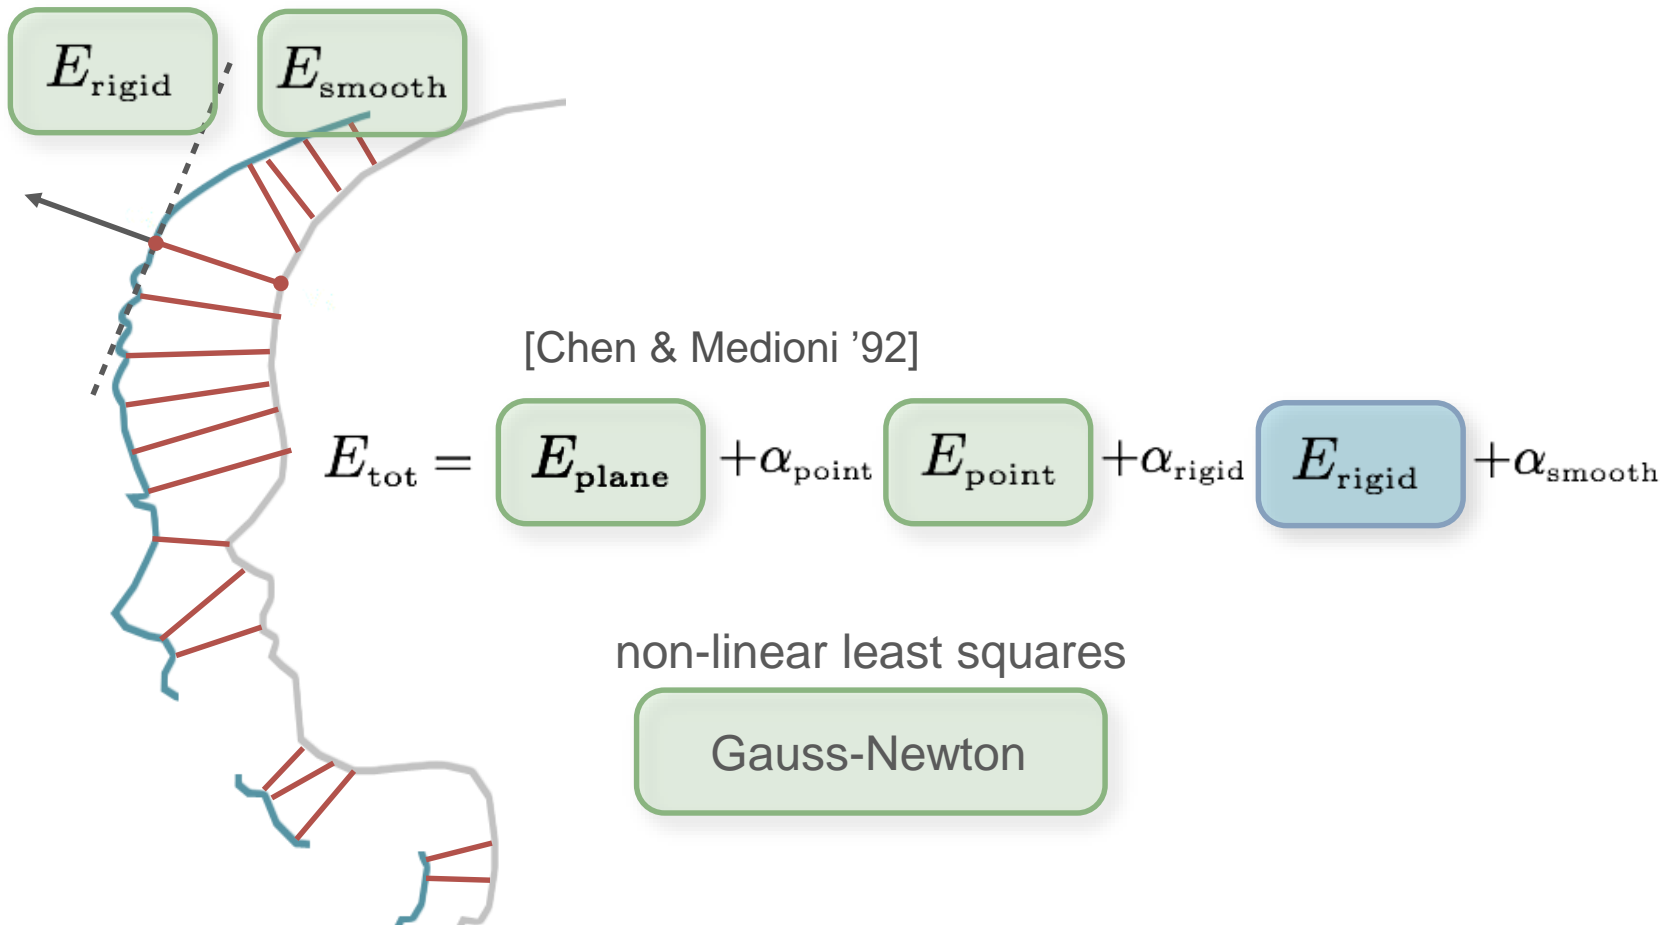 E_rigid E_smooth
[Chen & Medioni ’92]
E_tot = E_plane +α_point E_point +α_rigid E_rigid +α_smooth
non-linear least squares
Gauss-Newton